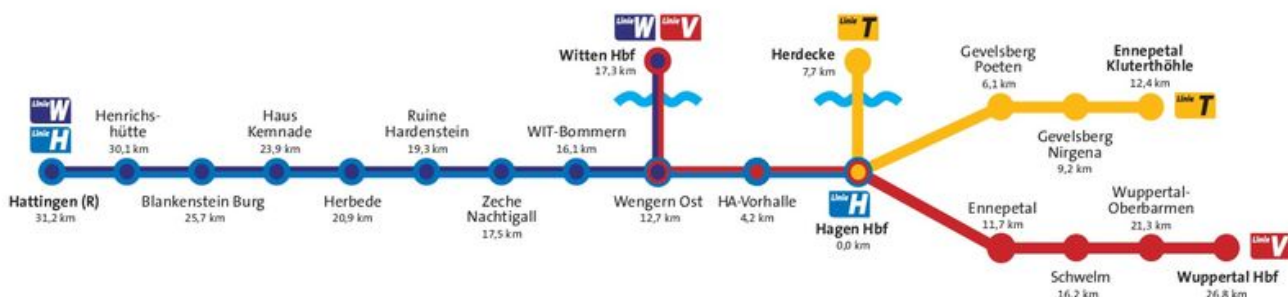 Linie W
Linie V
Witten Hbf
17,3 km
Linie T
Herdecke
7,7 km
Gevelsberg
Poeten
6,1 km
Ennepetal
Kluterthöhle
12,4 km
Linie T
Gevelsberg
Nirgena
9,2 km
Linie W
Linie H
Hattingen (R)
31,2 km
Henrichs-
hütte
30,1 km
Blankenstein Burg
25,7 km
Haus
Kemnade
23,9 km
Herbede
20,9 km
Ruine
Hardenstein
19,3 km
Zeche
Nachtigall
17,5 km
WIT-Bommern
16,1 km
Wengern Ost
12,7 km
HA-Vorhalle
4,2 km
Linie H
Hagen Hbf
0,0 km
Ennepetal
11,7 km
Schwelm
16,2 km
Wuppertal-
Oberbarmen
21,3 km
Wuppertal Hbf
26,8 km
Linie V